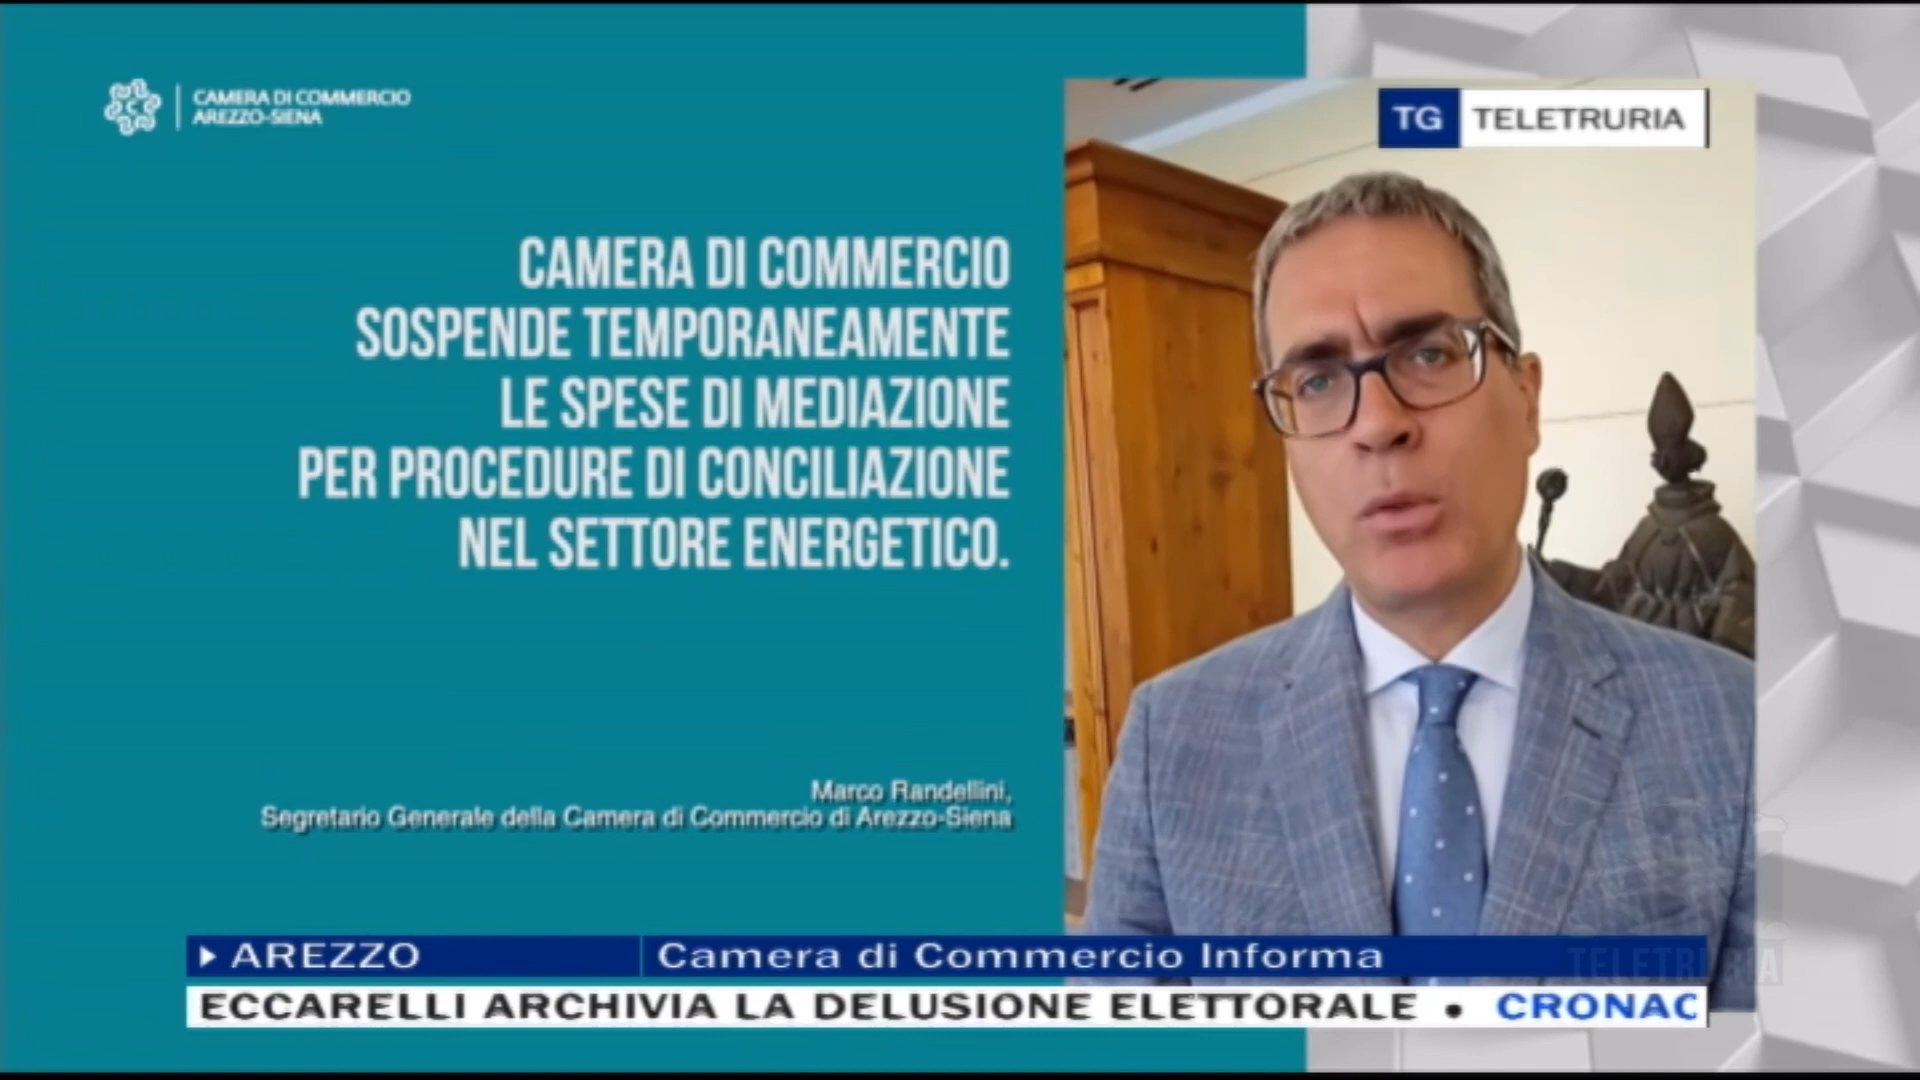 CAMERA DI COMMERCIO
AREZZO-SIENA
TG TELETRURIA
CAMERA DI COMMERCIO
SOSPENDE TEMPORANEAMENTE
LE SPESE DI MEDIAZIONE
PER PROCEDURE DI CONCILIAZIONE
NEL SETTORE ENERGETICO.
Marco Randellini,
Segretario Generale della Camera di Commercio di Arezzo-Siena
AREZZO Camera di Commercio Informa
TELETRURIA
ECCARELLI ARCHIVIA LA DELUSIONE ELETTORALE • CRONAC